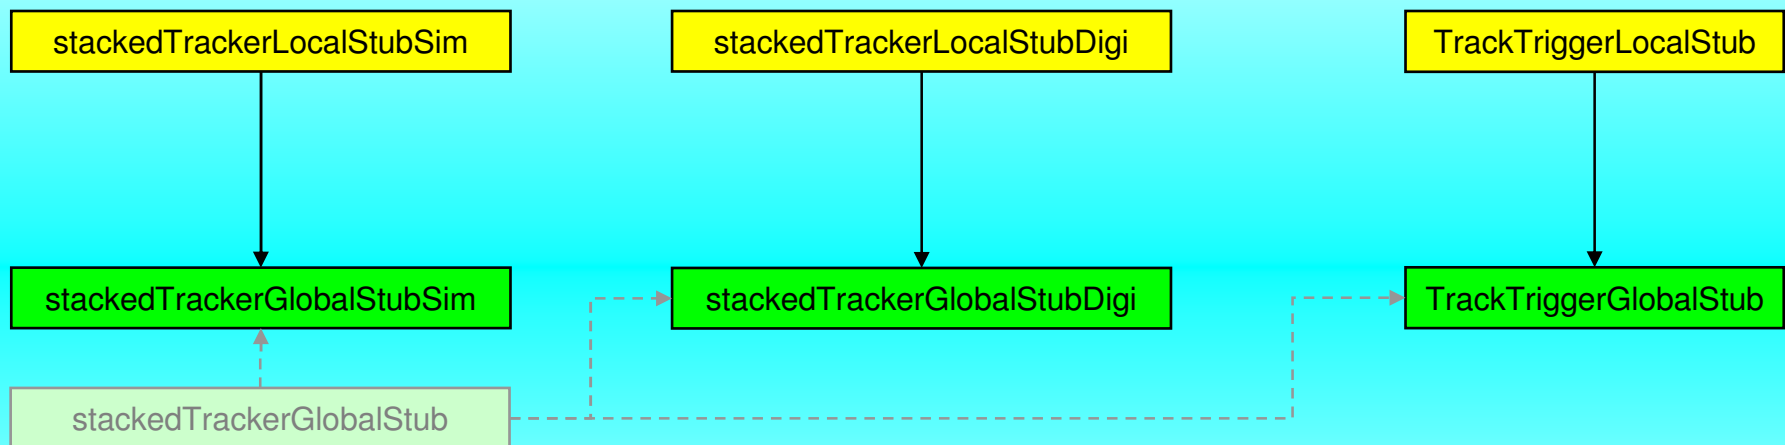 stackedTrackerLocalStubSim
stackedTrackerLocalStubDigi
TrackTriggerLocalStub
stackedTrackerGlobalStubSim
stackedTrackerGlobalStubDigi
TrackTriggerGlobalStub
stackedTrackerGlobalStub